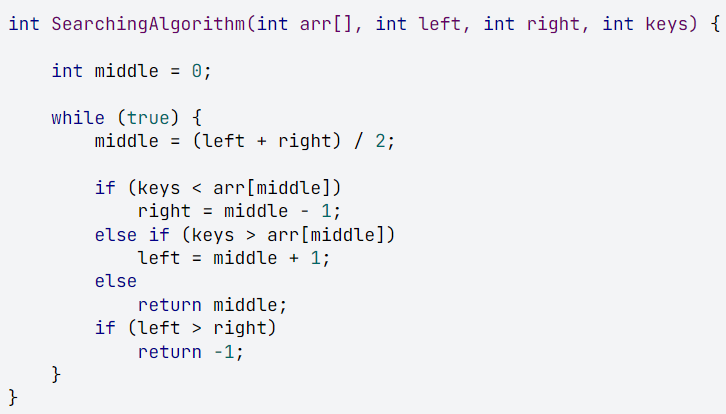 int SearchingAlgorithm(int arr[], int left, int right, int keys) {
int middle = 0;
while (true) {
middle = (left + right) / 2;
if (keys < arr[middle])
right = middle - 1;
else if (keys > arr[middle])
left = middle + 1;
else
return middle;
if (left > right)
return -1;
}
}